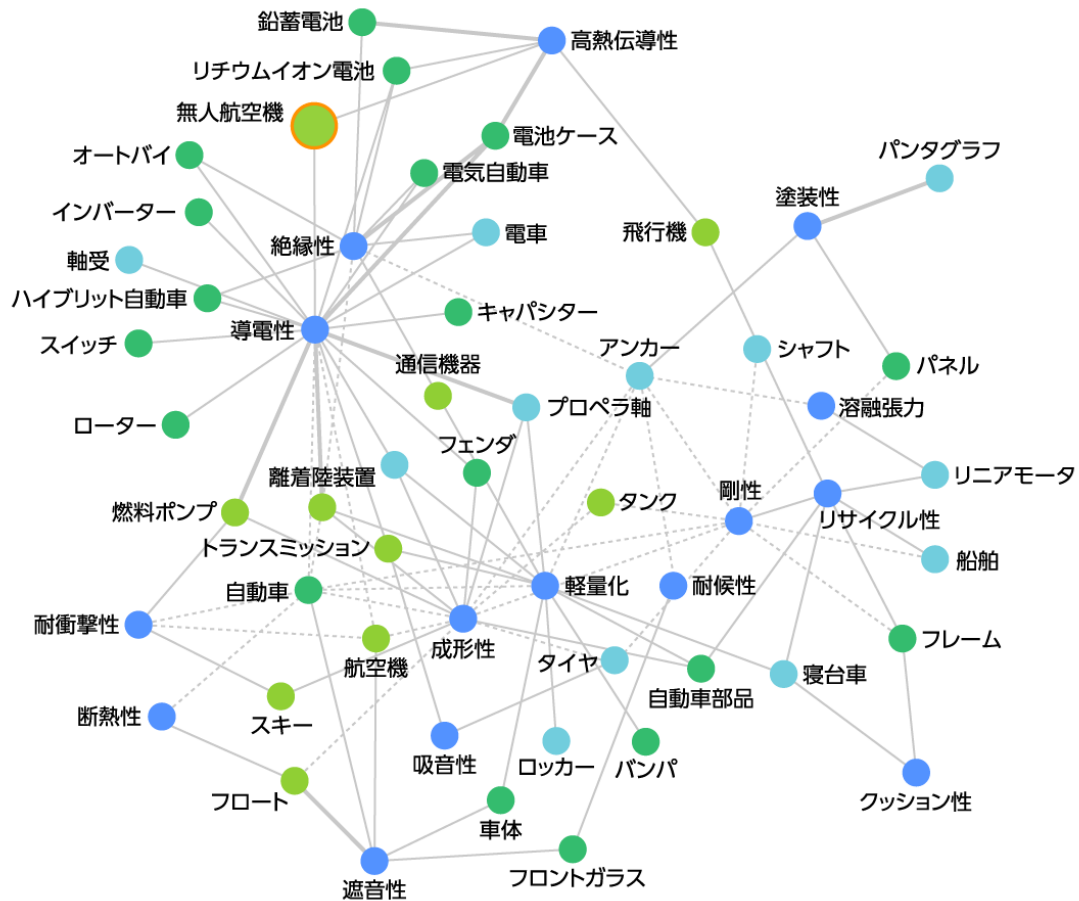 鉛蓄電池
高熱伝導性
リチウムイオン電池
無人航空機
電池ケース
オートバイ
電気自動車
パンタグラフ
塗装性
インバーター
絶縁性
電車
飛行機
軸受
ハイブリット自動車
キャパシター
導電性
スイッチ
アンカー
シャフト
通信機器
パネル
プロペラ軸
溶融張力
ローター
フェンダ
離着陸装置
リニアモータ
剛性
タンク
燃料ポンプ
リサイクル性
トランスミッション
船舶
自動車
軽量化
耐候性
耐衝撃性
成形性
フレーム
航空機
タイヤ
寝台車
自動車部品
断熱性
スキー
吸音性
ロッカー
バンパ
フロート
クッション性
車体
フロントガラス
遮音性